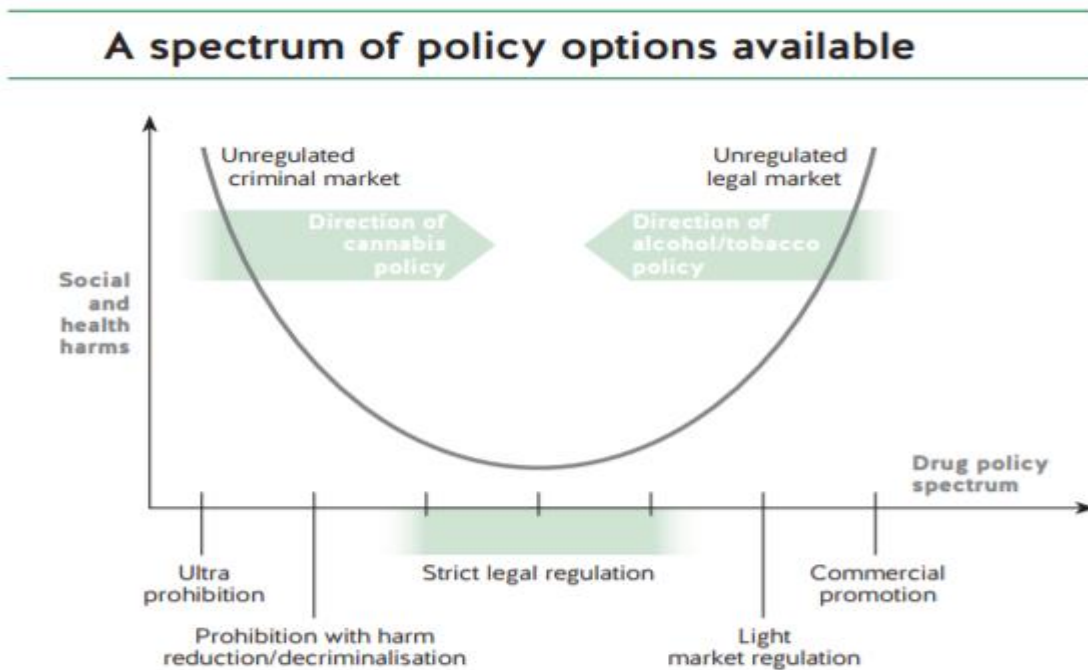 A spectrum of policy options available
Unregulated
criminal market
Unregulated
legal market
Direction of
cannabis
policy
Direction of
alcohol/tobacco
policy
Social
and
health
harms
Drug policy
spectrum
Ultra
prohibition
Strict legal regulation
Commercial
promotion
Prohibition with harm
reduction/decriminalisation
Light
market regulation